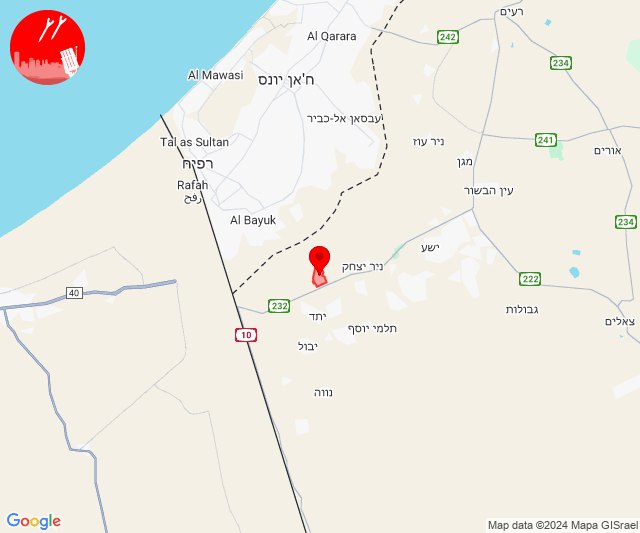 רעים
Al Qarara
242
234
Al Mawasi
ח'אן יונס
עבסאן אל-כביר
Tal as Sultan
ניר עוז
241
אורים
מגן
רפיח
Rafah
رفح
עין הבשור
Al Bayuk
234
ישע
ניר יצחק
222
40
232
יתד
גבולות
תלמי יוסף
צאלים
10
יבול
נווה
Google
Map data ©2024 Mapa GISrael